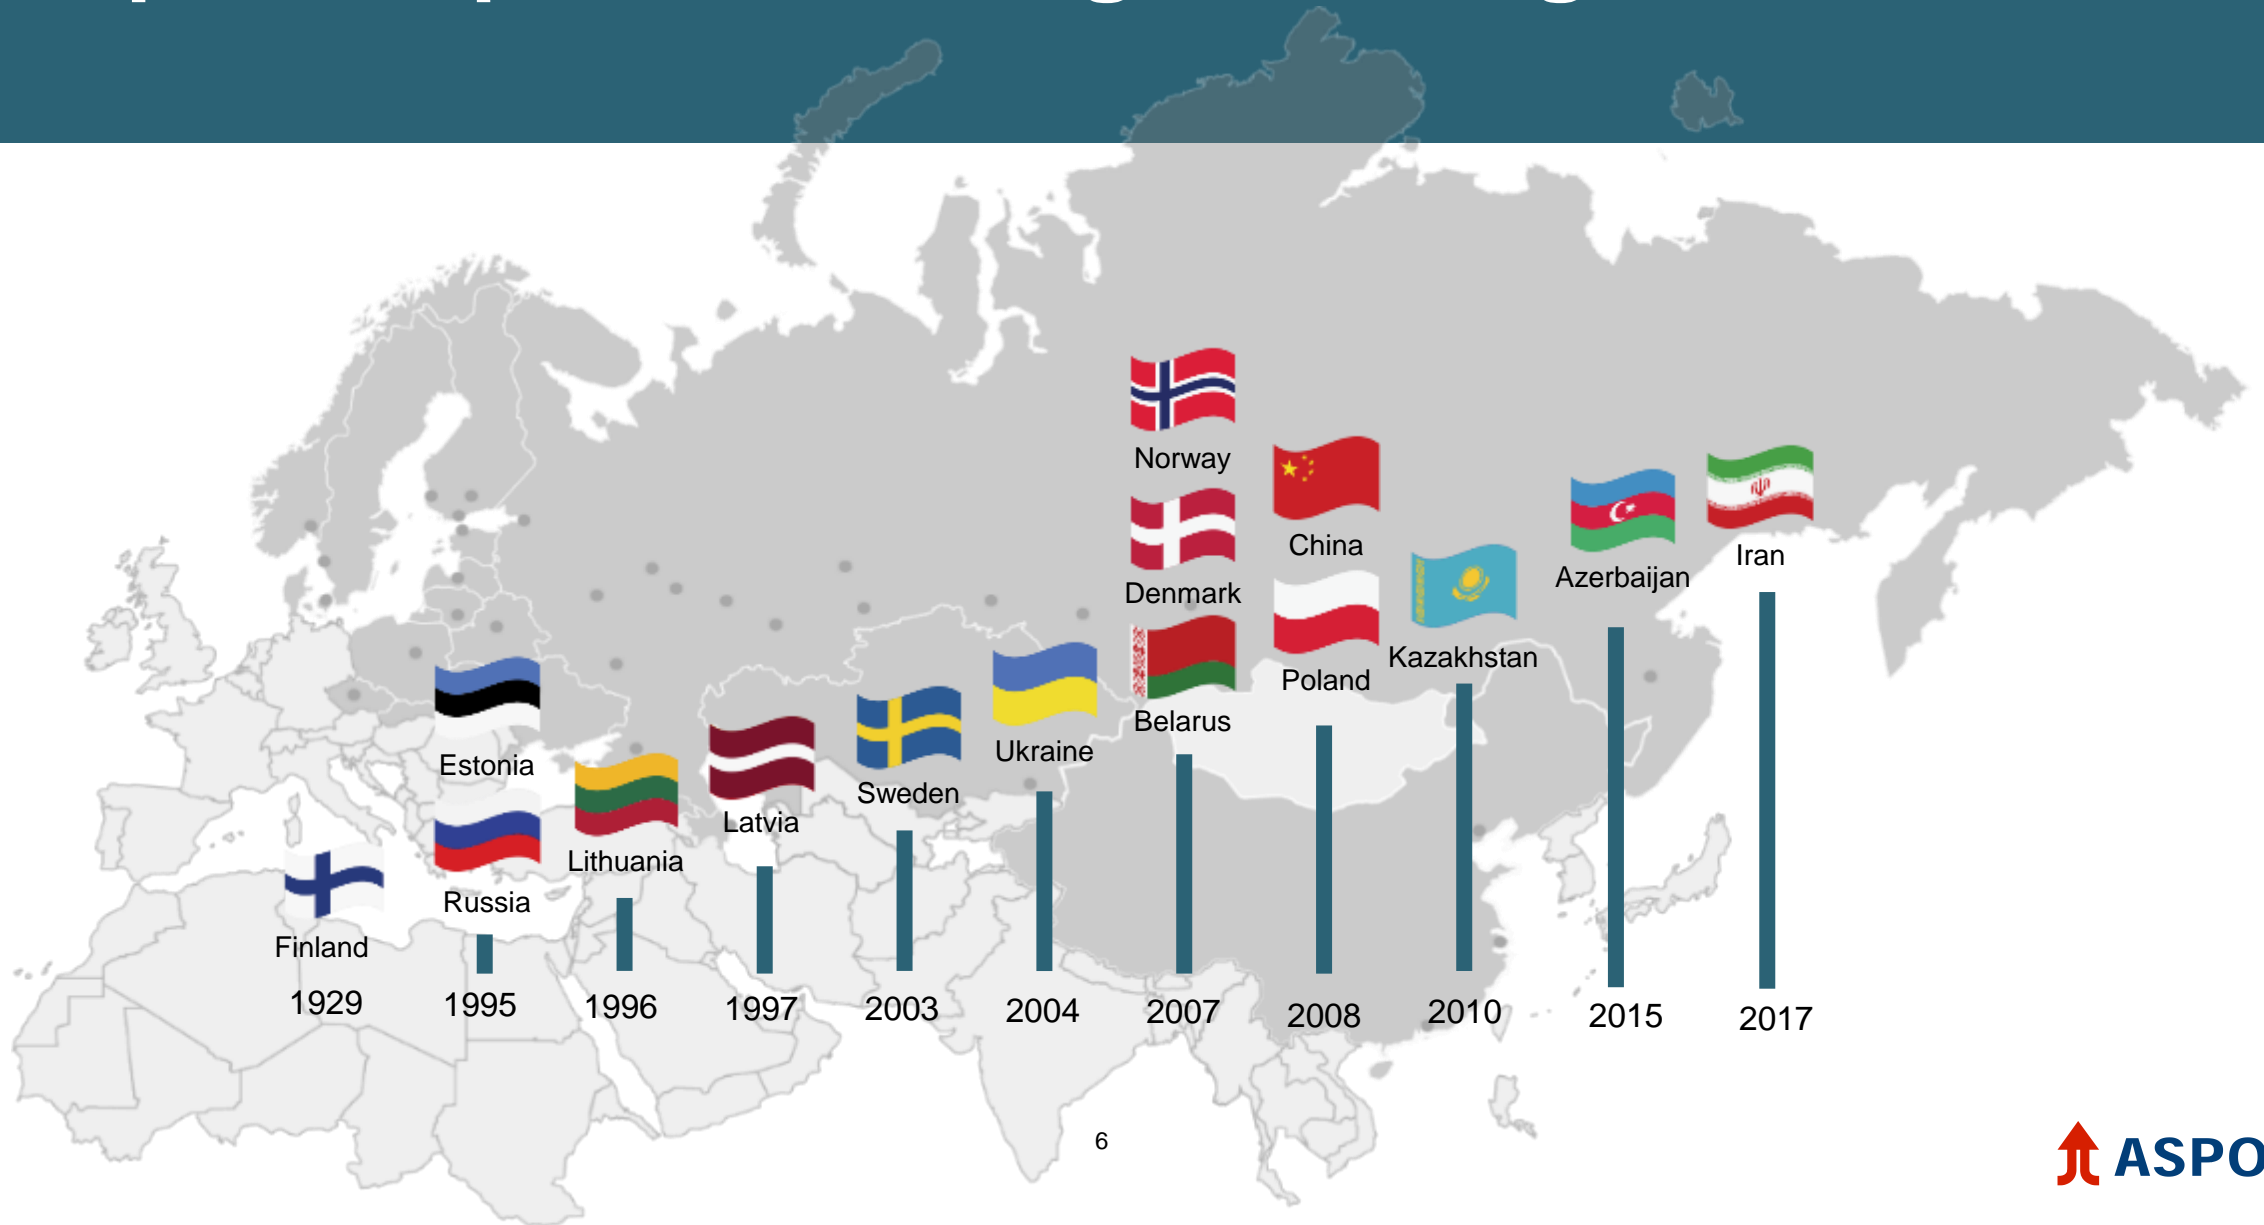 Norway
China
Denmark
Iran
Azerbaijan
Kazakhstan
Poland
Belarus
Ukraine
Estonia
Sweden
Latvia
Lithuania
Russia
Finland
1929 1995 1996 1997 2003 2004 2007 2008 2010 2015 2017
6
ASPO